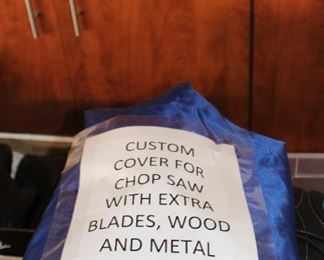 CUSTOM
COVER FOR
CHOP SAW
WITH EXTRA
BLADES, WOOD
AND METAL